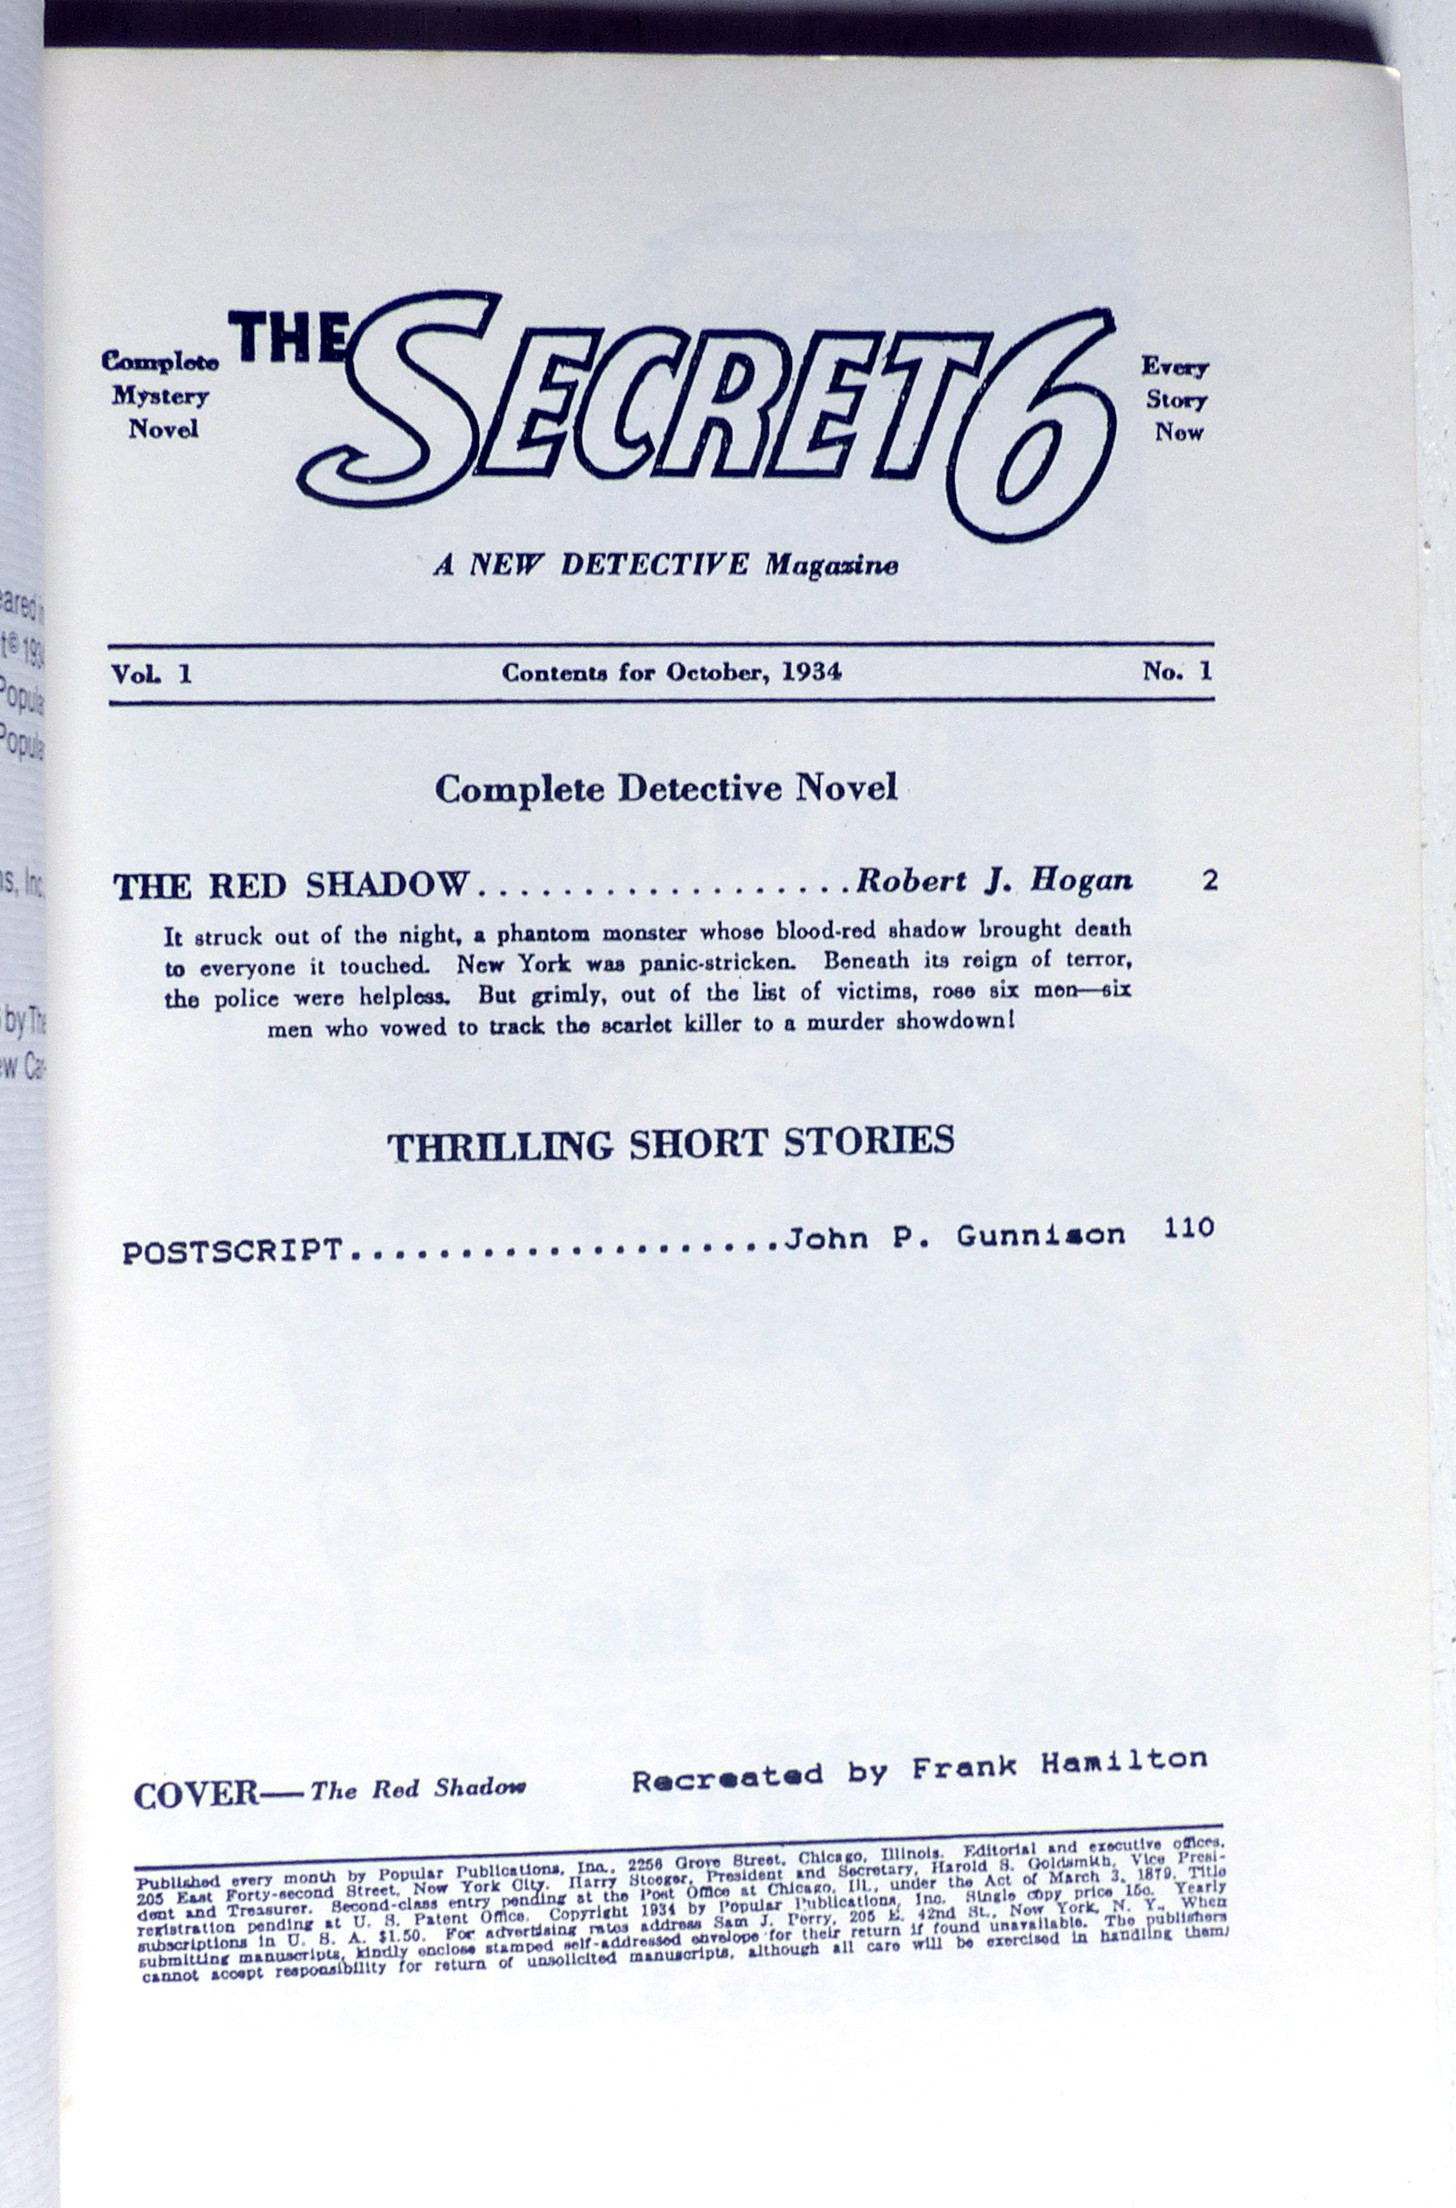 THE SECRET 6
Complete
Mystery
Novel
Every
Story
New
A NEW DETECTIVE Magazine
Vol. 1 Contents for October, 1934 No. 1
Complete Detective Novel
THE RED SHADOW...................Robert J. Hogan 2
It struck out of the night, a phantom monster whose blood-red shadow brought death
to everyone it touched. New York was panic-stricken. Beneath its reign of terror,
the police were helpless. But grimly, out of the list of victims, rose six men—six
men who vowed to track the scarlet killer to a murder showdown!
THRILLING SHORT STORIES
POSTSCRIPT....................John P. Gunnison 110
COVER—The Red Shadow Recreated by Frank Hamilton
Published every month by Popular Publications, Inc., 2256 Grove Street, Chicago, Illinois. Editorial and executive offices,
205 East Forty-second Street, New York City. Harry Steeger, President and Secretary, Harold S. Goldsmith, Vice Presi-
dent and Treasurer. Second-class entry pending at the Post Office at Chicago, Ill., under the Act of March 3, 1879. Title
registration pending at U. S. Patent Office. Copyright 1934 by Popular Publications, Inc. Single copy price 15c. Yearly
subscriptions in U. S. A. $1.50. For advertising rates address Sam J. Perry, 205 E. 42nd St., New York, N. Y. When
submitting manuscripts, kindly enclose stamped self-addressed envelope for their return if found unavailable. The publishers
cannot accept responsibility for return of unsolicited manuscripts, although all care will be exercised in handling them.